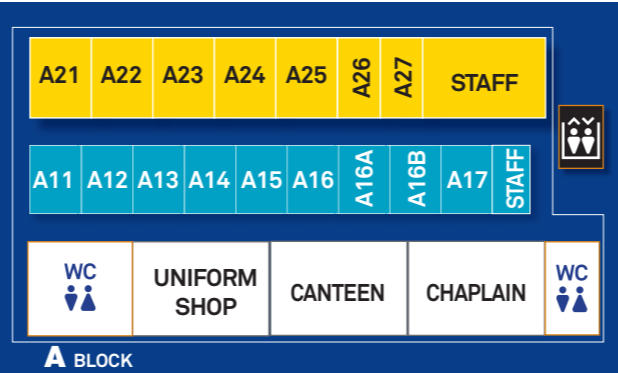 A21 A22 A23 A24 A25 A26 A27 STAFF
A11 A12 A13 A14 A15 A16 A16A A16B A17 STAFF
WC UNIFORM SHOP CANTEEN CHAPLAIN WC
A BLOCK